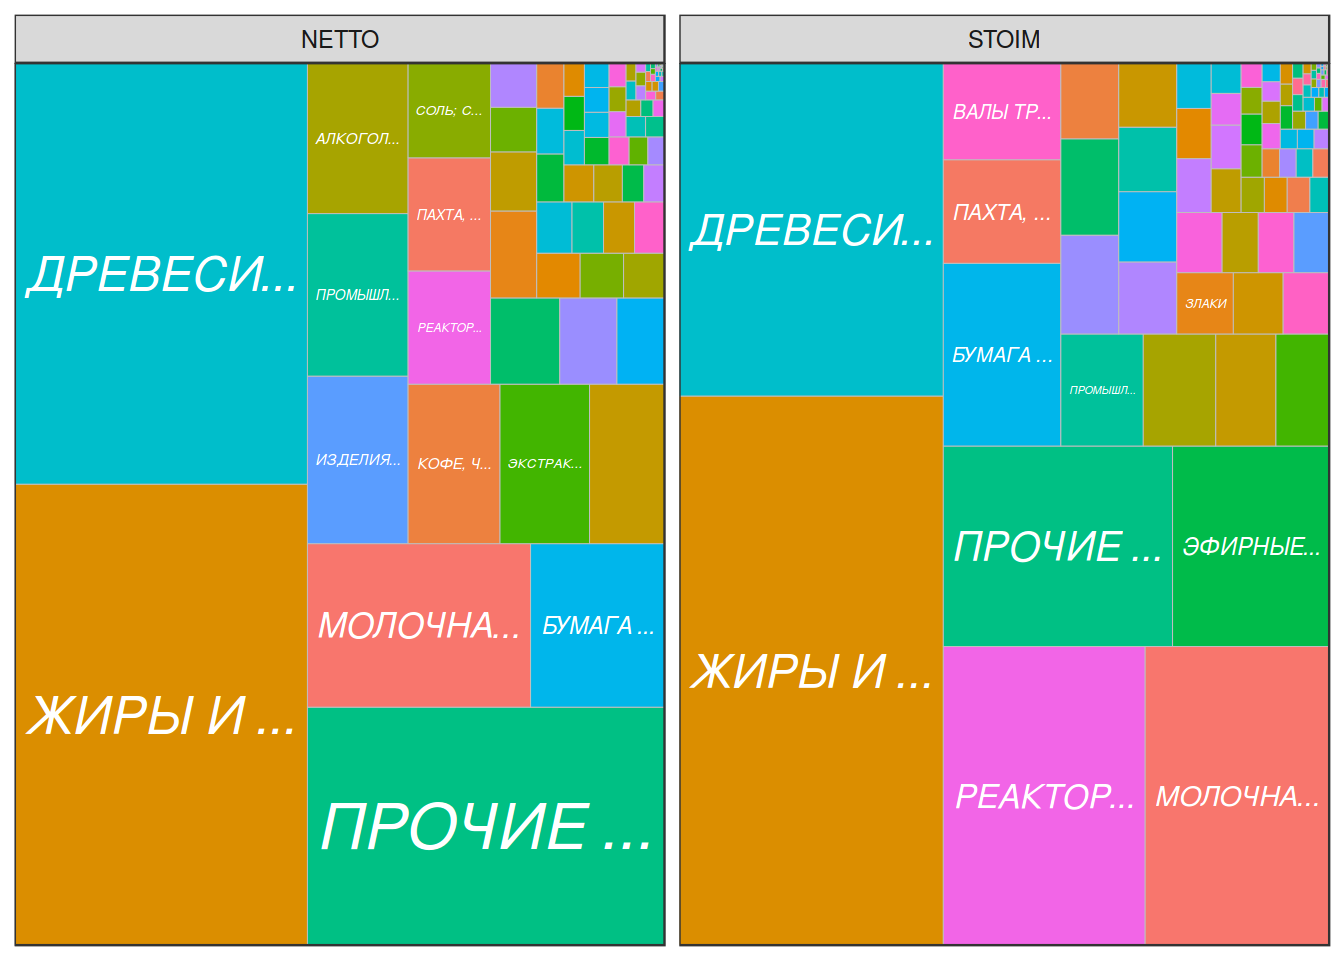 NETTO
ДРЕВЕСИ...
ЖИРЫ И ...
АЛКОГОЛ...
СОЛЬ; С...
ПАХТА, ...
ПРОМЫШЛ...
РЕАКТОР...
ИЗДЕЛИЯ...
КОФЕ, Ч...
ЭКСТРАК...
МОЛОЧНА...
БУМАГА ...
ПРОЧИЕ ...
STOIM
ДРЕВЕСИ...
ЖИРЫ И ...
ВАЛЫ ТР...
ПАХТА, ...
БУМАГА ...
ЗЛАКИ
ПРОМЫШЛ...
ПРОЧИЕ ...
ЭФИРНЫЕ...
РЕАКТОР...
МОЛОЧНА...